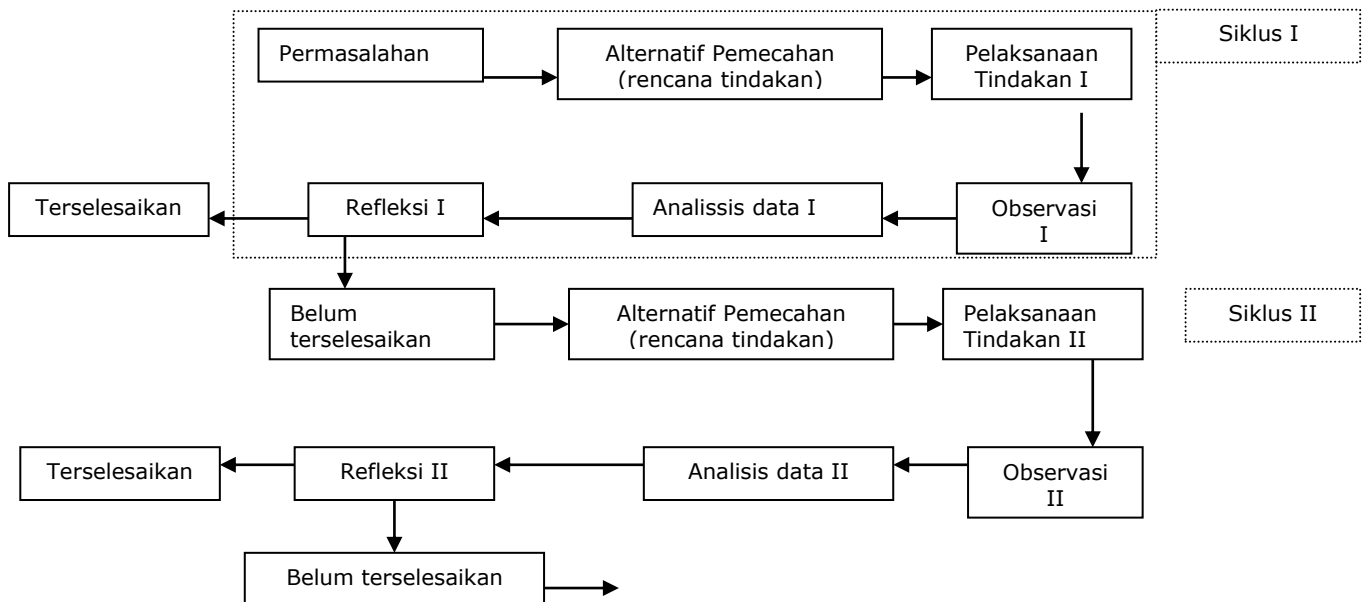 Permasalahan
Alternatif Pemecahan
(rencana tindakan)
Pelaksanaan
Tindakan I
Siklus I
Terselesaikan
Refleksi I
Analissis data I
Observasi
I
Belum
terselesaikan
Alternatif Pemecahan
(rencana tindakan)
Pelaksanaan
Tindakan II
Siklus II
Terselesaikan
Refleksi II
Analisis data II
Observasi
II
Belum terselesaikan